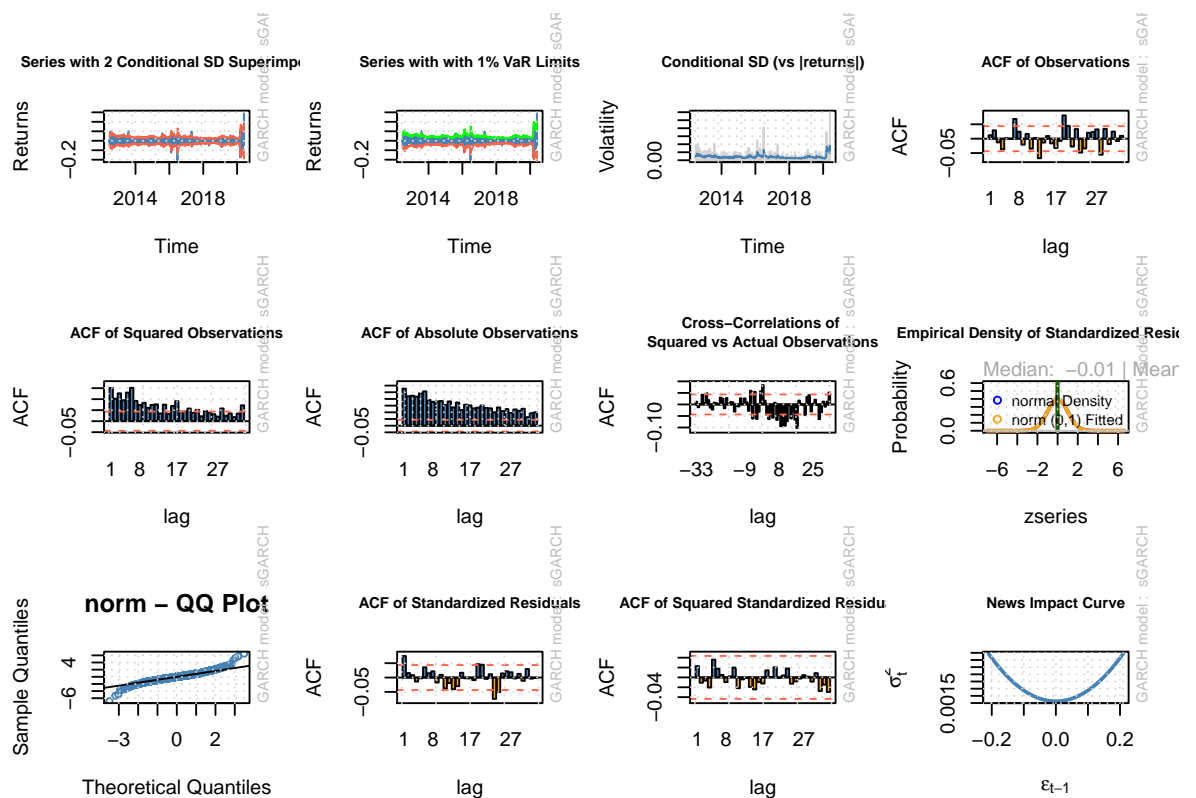 Series with 2 Conditional SD Superimp
Returns
−0.2
2014 2018
Time
GARCH model : sGAR
Series with with 1% VaR Limits
Returns
−0.2
2014 2018
Time
GARCH model : sGAR
Conditional SD (vs |returns|)
Volatility
0.00
2014 2018
Time
GARCH model : sGAR
ACF of Observations
ACF
−0.05
1 8 17 27
lag
GARCH model : sGAR
ACF of Squared Observations
ACF
−0.05
1 8 17 27
lag
GARCH model : sGARCH
ACF of Absolute Observations
ACF
−0.05
1 8 17 27
lag
GARCH model : sGARCH
Cross−Correlations of
Squared vs Actual Observations
ACF
−0.10
−33 −9 8 25
lag
GARCH model : sGARCH
Empirical Density of Standardized Resid
Median: −0.01 | Mean
Probability
0.0 0.6
normal Density
norm (0,1) Fitted
−6 −2 2 6
zseries
GARCH model : sGARCH
norm − QQ Plot
Sample Quantiles
−6 4
−3 0 2
Theoretical Quantiles
GARCH model : sGARCH
ACF of Standardized Residuals
ACF
−0.05
1 8 17 27
lag
GARCH model : sGARCH
ACF of Squared Standardized Residu
ACF
−0.04
1 8 17 27
lag
GARCH model : sGARCH
News Impact Curve
0.0015
−0.2 0.0 0.2
εt−1
GARCH model : sGARCH